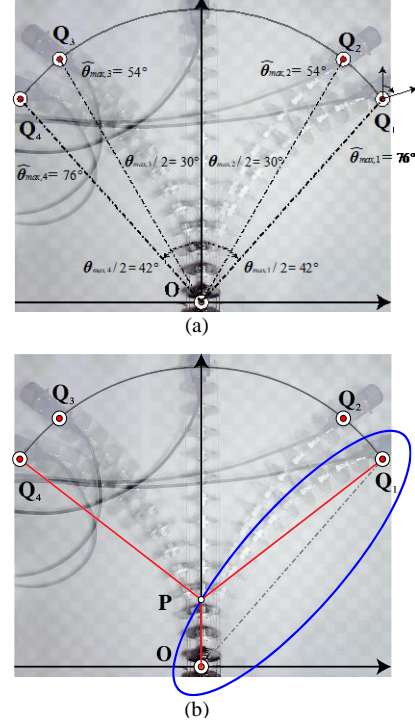 Q3 Q2
θ̂max,3 = 54° θ̂max,2 = 54°
Q4 Q1
θ̂max,4 = 76° θmax,3 / 2 = 30° θmax,2 / 2 = 30° θ̂max,1 = 76°
θmax,4 / 2 = 42° θmax,1 / 2 = 42°
O
(a)
Q3 Q2
Q4 Q1
P
O
(b)